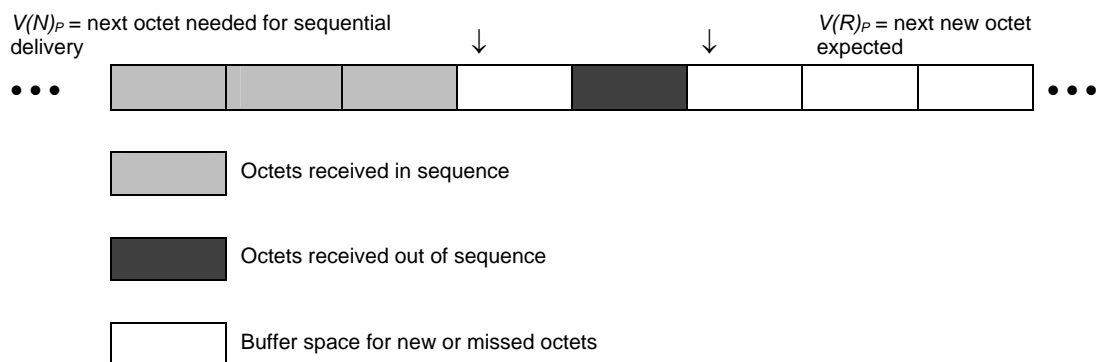 V(N)P = next octet needed for sequential
delivery
↓
↓
V(R)P = next new octet
expected
•••
•••
Octets received in sequence
Octets received out of sequence
Buffer space for new or missed octets